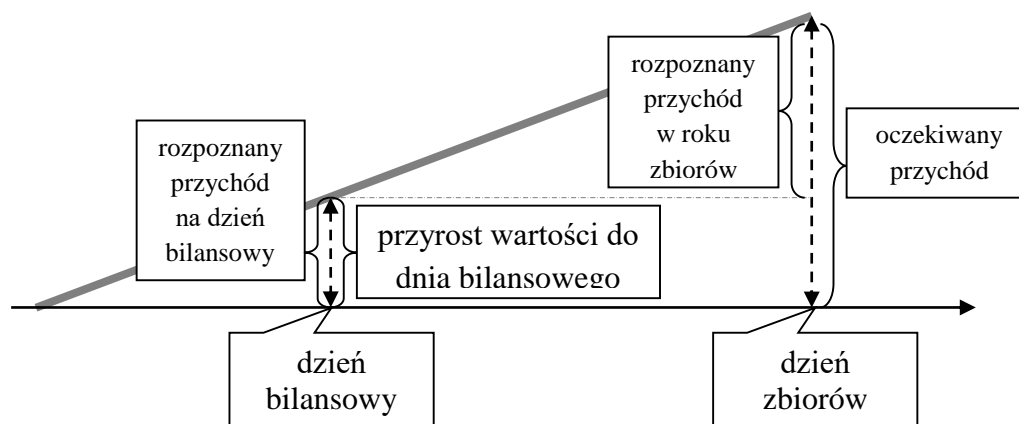 rozpoznany
przychód
na dzień
bilansowy
przyrost wartości do
dnia bilansowego
rozpoznany
przychód
w roku
zbiorów
oczekiwany
przychód
dzień
bilansowy
dzień
zbiorów